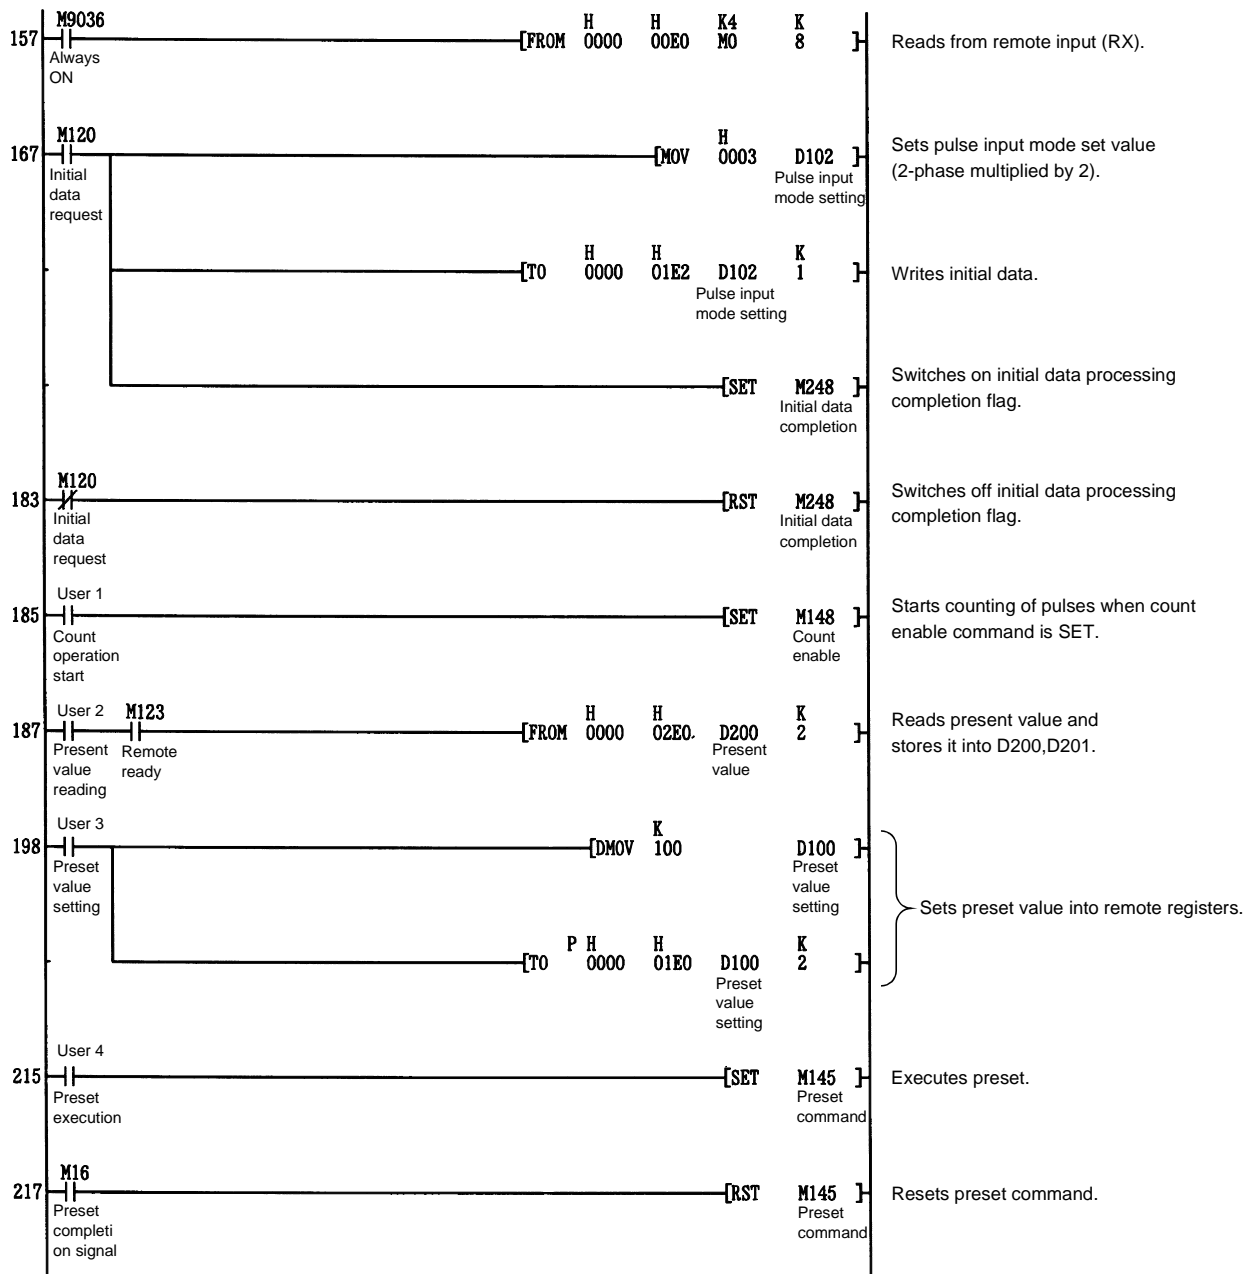 M9036
H H K4 K
157 [FROM 0000 00E0 M0 8 ] Reads from remote input (RX).
Always
ON
M120
H
167 [MOV 0003 D102 ] Sets pulse input mode set value
(2-phase multiplied by 2).
Initial
data
request
Pulse input
mode setting
H H K
[TO 0000 01E2 D102 1 ] Writes initial data.
Pulse input
mode setting
[SET M248 ] Switches on initial data processing
completion flag.
Initial data
completion
M120
183 [RST M248 ] Switches off initial data processing
completion flag.
Initial
data
request
Initial data
completion
User 1
185 [SET M148 ] Starts counting of pulses when count
enable command is SET.
Count
operation
start
Count
enable
User 2 M123
H H K
187 [FROM 0000 02E0 D200 2 ] Reads present value and
stores it into D200,D201.
Present
value
reading
Remote
ready
Present
value
User 3
K
198 [DMOV 100 D100 ]
Preset
value
setting
Preset
value
setting
Sets preset value into remote registers.
P H H K
[TO 0000 01E0 D100 2 ]
Preset
value
setting
User 4
215 [SET M145 ] Executes preset.
Preset
execution
Preset
command
M16
217 [RST M145 ] Resets preset command.
Preset
completi
on signal
Preset
command